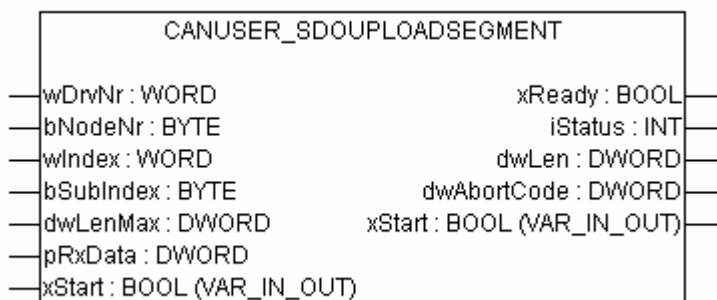 CANUSER_SDOUPLOADSEGMENT
wDrvNr : WORD xReady : BOOL
bNodeNr : BYTE iStatus : INT
wIndex : WORD dwLen : DWORD
bSubIndex : BYTE dwAbortCode : DWORD
dwLenMax : DWORD xStart : BOOL (VAR_IN_OUT)
pRxData : DWORD
xStart : BOOL (VAR_IN_OUT)